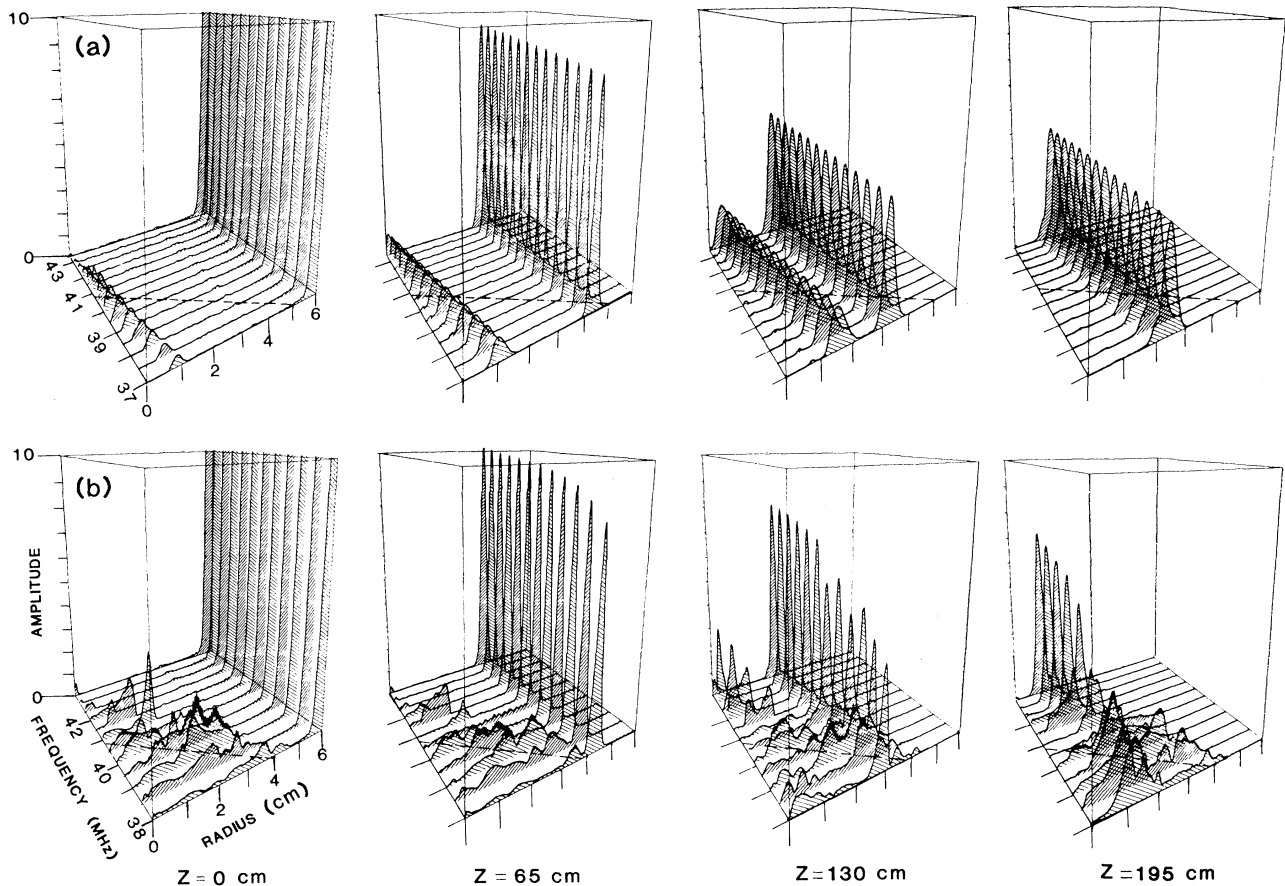 10
(a)
0
43
41
39
37
0
2
4
6
10
(b)
AMPLITUDE
0
42
40
38
FREQUENCY (MHz)
0
2
4
6
RADIUS (cm)
Z = 0 cm
Z = 65 cm
Z = 130 cm
Z = 195 cm